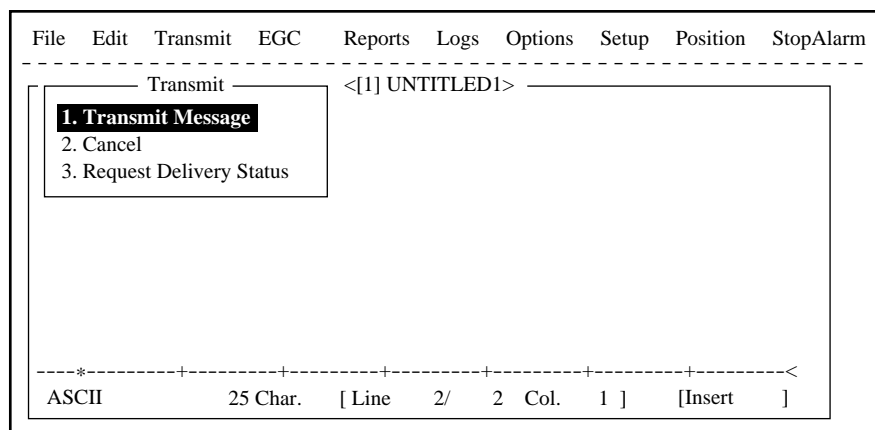 File Edit Transmit EGC Reports Logs Options Setup Position StopAlarm
Transmit <[1] UNTITLED1>
1. Transmit Message
2. Cancel
3. Request Delivery Status
----*---------+---------+---------+---------+---------+---------+---------<
ASCII 25 Char. [ Line 2/ 2 Col. 1 ] [Insert ]